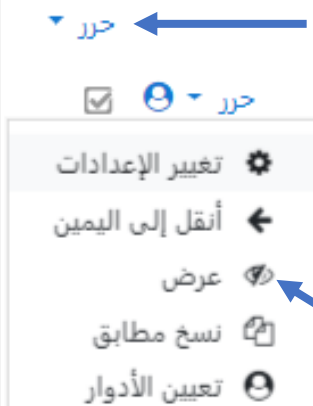 حرر
حرر
تغيير الإعدادات
أنقل إلى اليمين
عرض
نسخ مطابق
تعيين الأدوار